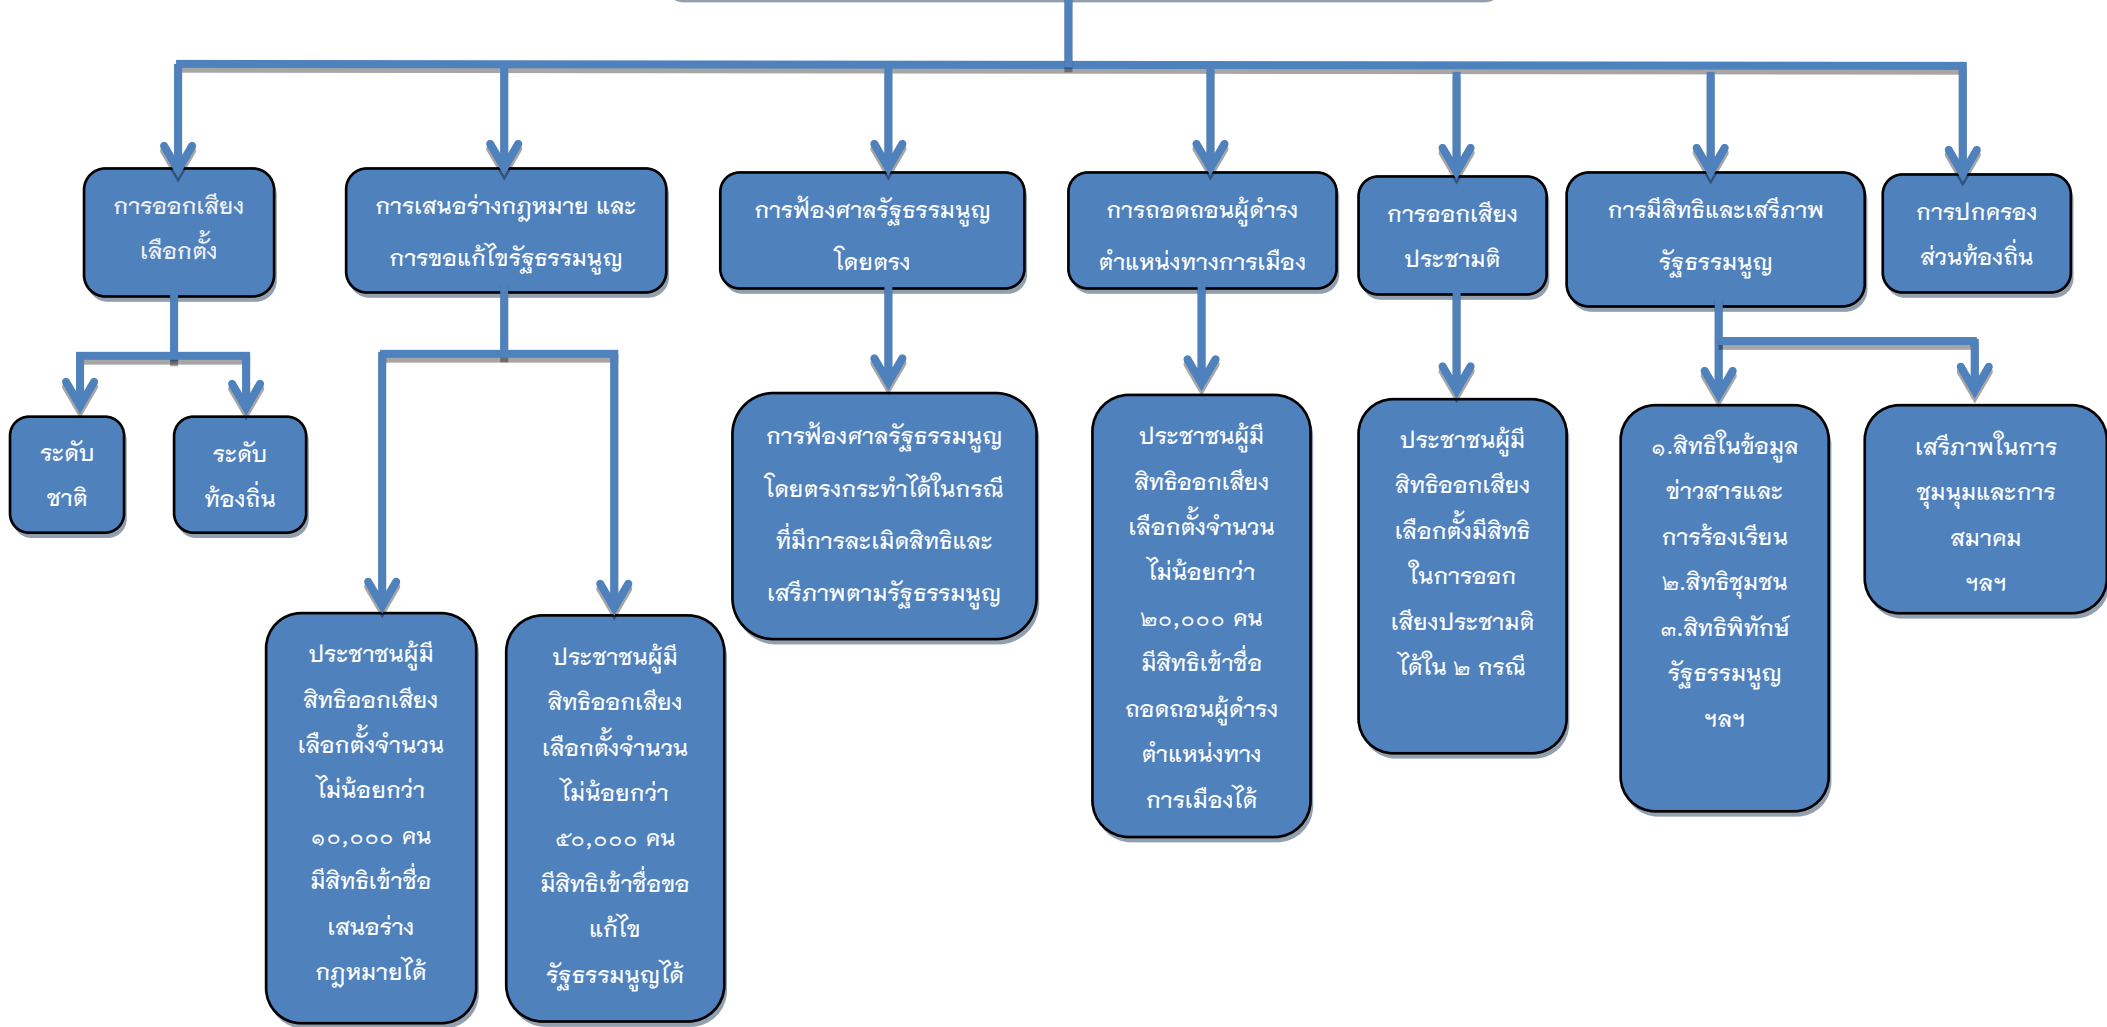 การออกเสียง
เลือกตั้ง
การเสนอร่างกฎหมาย และ
การขอแก้ไขรัฐธรรมนูญ
การฟ้องศาลรัฐธรรมนูญ
โดยตรง
การถอดถอนผู้ดำรง
ตำแหน่งทางการเมือง
การออกเสียง
ประชามติ
การมีสิทธิและเสรีภาพ
รัฐธรรมนูญ
การปกครอง
ส่วนท้องถิ่น
ระดับ
ชาติ
ระดับ
ท้องถิ่น
ประชาชนผู้มี
สิทธิออกเสียง
เลือกตั้งจำนวน
ไม่น้อยกว่า
๑๐,๐๐๐ คน
มีสิทธิเข้าชื่อ
เสนอร่าง
กฎหมายได้
ประชาชนผู้มี
สิทธิออกเสียง
เลือกตั้งจำนวน
ไม่น้อยกว่า
๕๐,๐๐๐ คน
มีสิทธิเข้าชื่อขอ
แก้ไข
รัฐธรรมนูญได้
การฟ้องศาลรัฐธรรมนูญ
โดยตรงกระทำได้ในกรณี
ที่มีการละเมิดสิทธิและ
เสรีภาพตามรัฐธรรมนูญ
ประชาชนผู้มี
สิทธิออกเสียง
เลือกตั้งจำนวน
ไม่น้อยกว่า
๒๐,๐๐๐ คน
มีสิทธิเข้าชื่อ
ถอดถอนผู้ดำรง
ตำแหน่งทาง
การเมืองได้
ประชาชนผู้มี
สิทธิออกเสียง
เลือกตั้งมีสิทธิ
ในการออก
เสียงประชามติ
ได้ใน ๒ กรณี
๑.สิทธิในข้อมูล
ข่าวสารและ
การร้องเรียน
๒.สิทธิชุมชน
๓.สิทธิพิทักษ์
รัฐธรรมนูญ
ฯลฯ
เสรีภาพในการ
ชุมนุมและการ
สมาคม
ฯลฯ